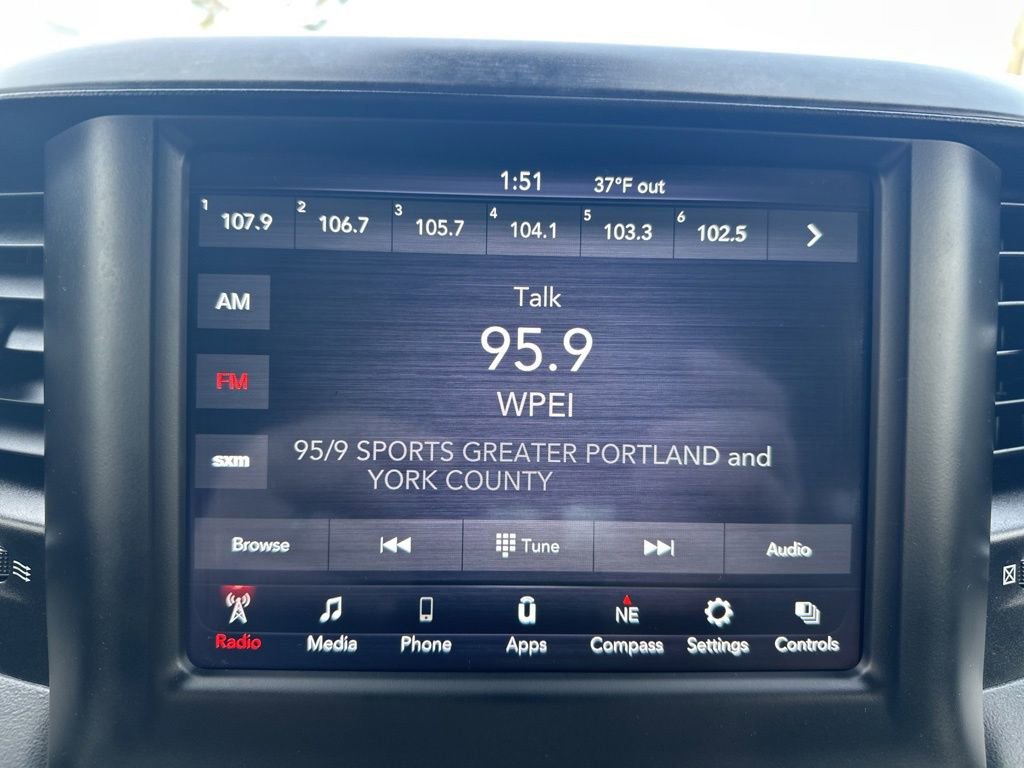 1:51 37°F out
1 107.9 2 106.7 3 105.7 4 104.1 5 103.3 6 102.5
AM
Talk
95.9
FM
WPEI
95/9 SPORTS GREATER PORTLAND and
YORK COUNTY
sxm
Browse Tune Audio
NE
Radio Media Phone Apps Compass Settings Controls